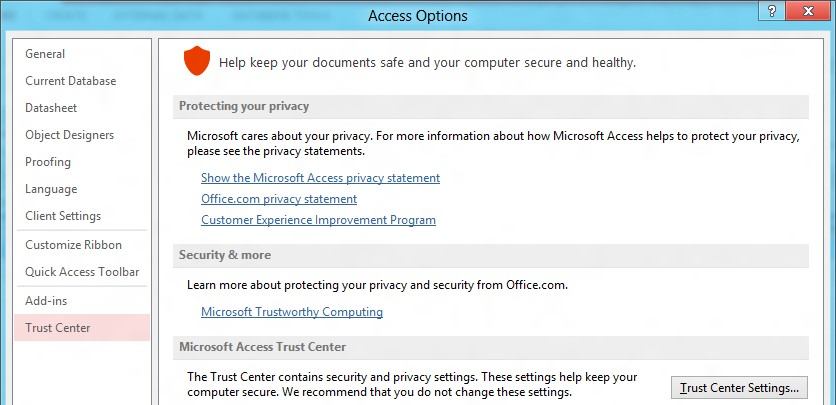 Access Options
?
General
Current Database
Datasheet
Object Designers
Proofing
Language
Client Settings
Customize Ribbon
Quick Access Toolbar
Add-ins
Trust Center
Help keep your documents safe and your computer secure and healthy.
Protecting your privacy
Microsoft cares about your privacy. For more information about how Microsoft Access helps to protect your privacy,
please see the privacy statements.
Show the Microsoft Access privacy statement
Office.com privacy statement
Customer Experience Improvement Program
Security & more
Learn more about protecting your privacy and security from Office.com.
Microsoft Trustworthy Computing
Microsoft Access Trust Center
The Trust Center contains security and privacy settings. These settings help keep your
computer secure. We recommend that you do not change these settings.
Trust Center Settings...